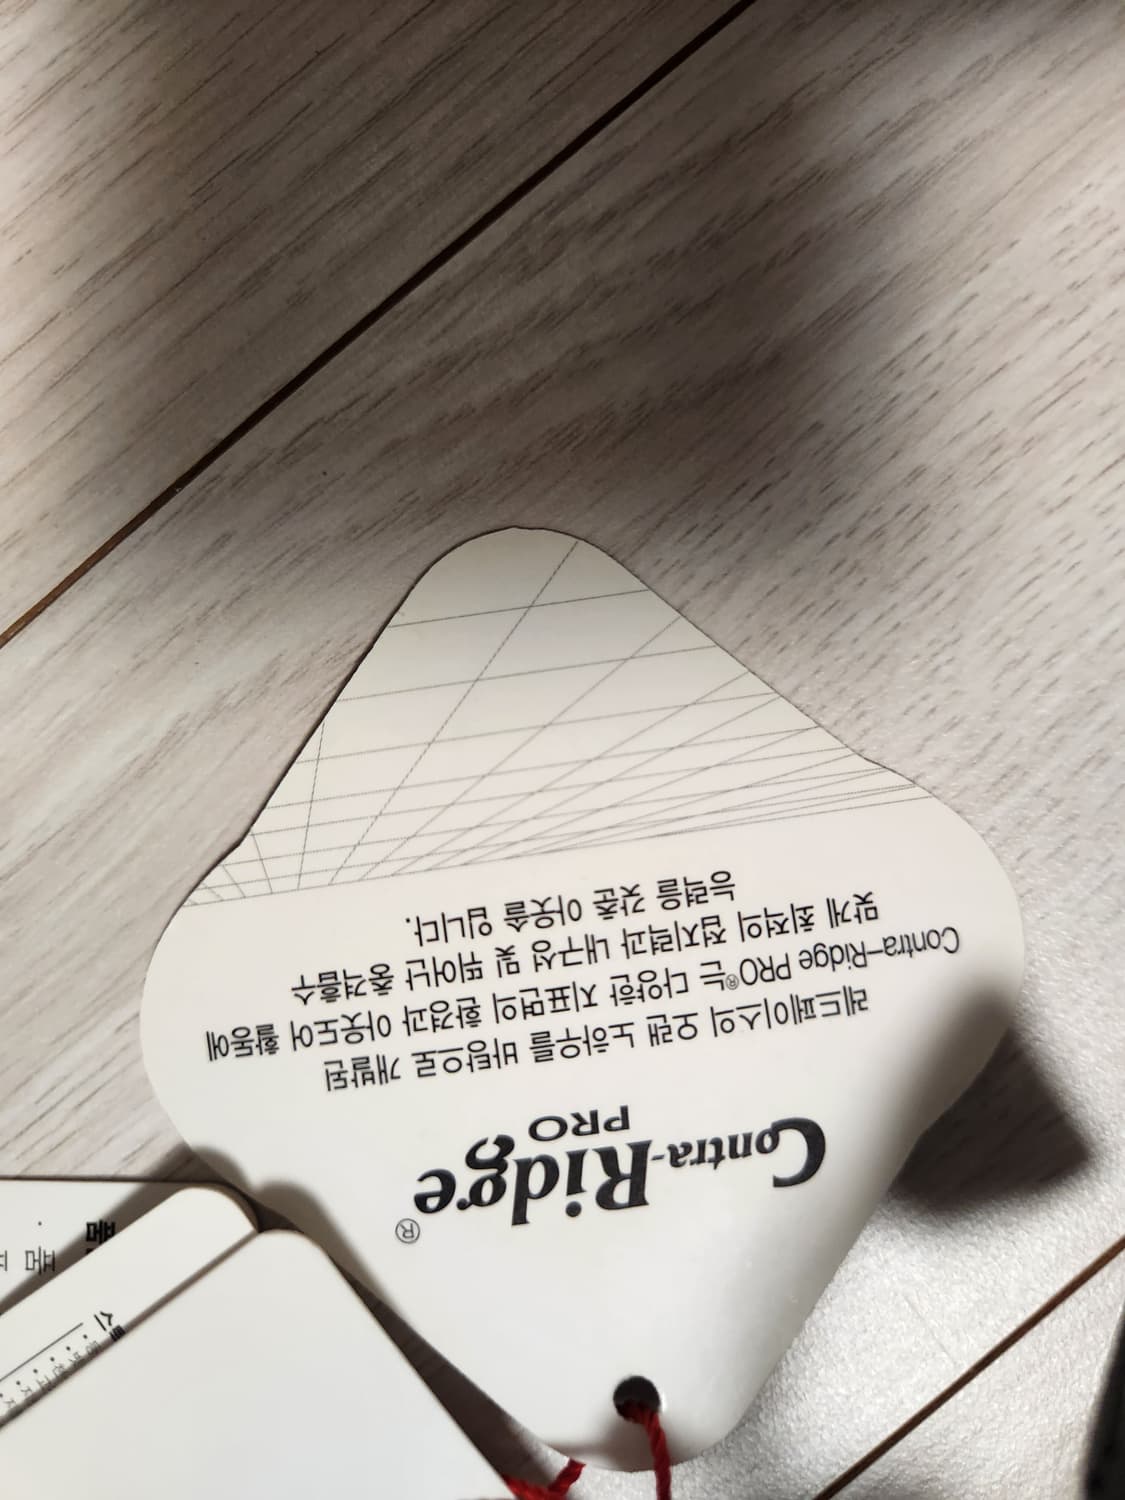 Contra-Ridge®
PRO
레드페이스의 오랜 노하우를 바탕으로 개발된
Contra-Ridge PRO®는 다양한 지표면의 환경과 아웃도어 활동에
맞게 최적의 접지력과 내구성 및 뛰어난 충격흡수
능력을 갖춘 아웃솔 입니다.